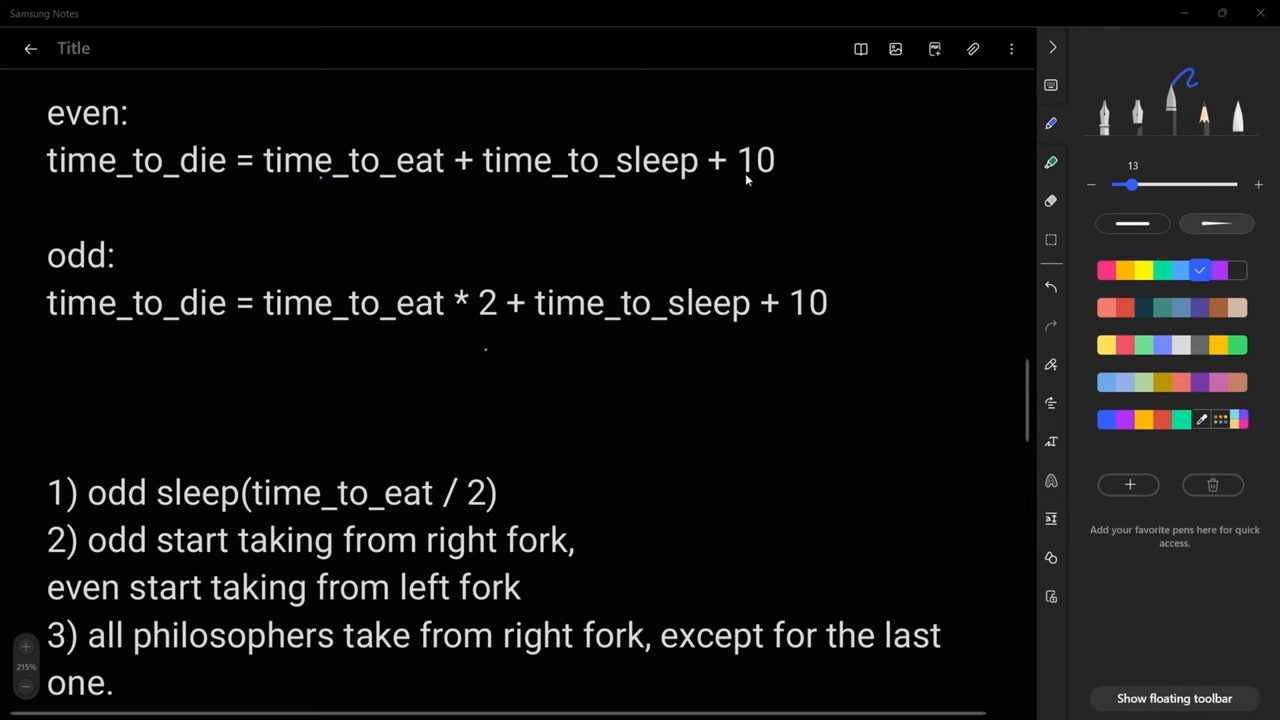 Samsung Notes
Title
even:
time_to_die = time_to_eat + time_to_sleep + 10
odd:
time_to_die = time_to_eat * 2 + time_to_sleep + 10
1) odd sleep(time_to_eat / 2)
2) odd start taking from right fork,
even start taking from left fork
3) all philosophers take from right fork, except for the last
one.
215%
13
Add your favorite pens here for quick
access.
Show floating toolbar